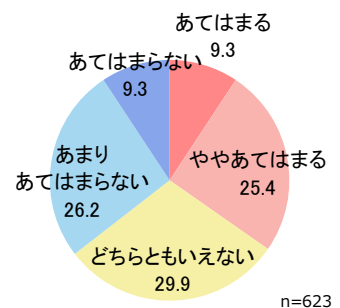 あてはまる
9.3
ややあてはまる
25.4
どちらともいえない
29.9
あまり
あてはまらない
26.2
あてはまらない
9.3
n=623